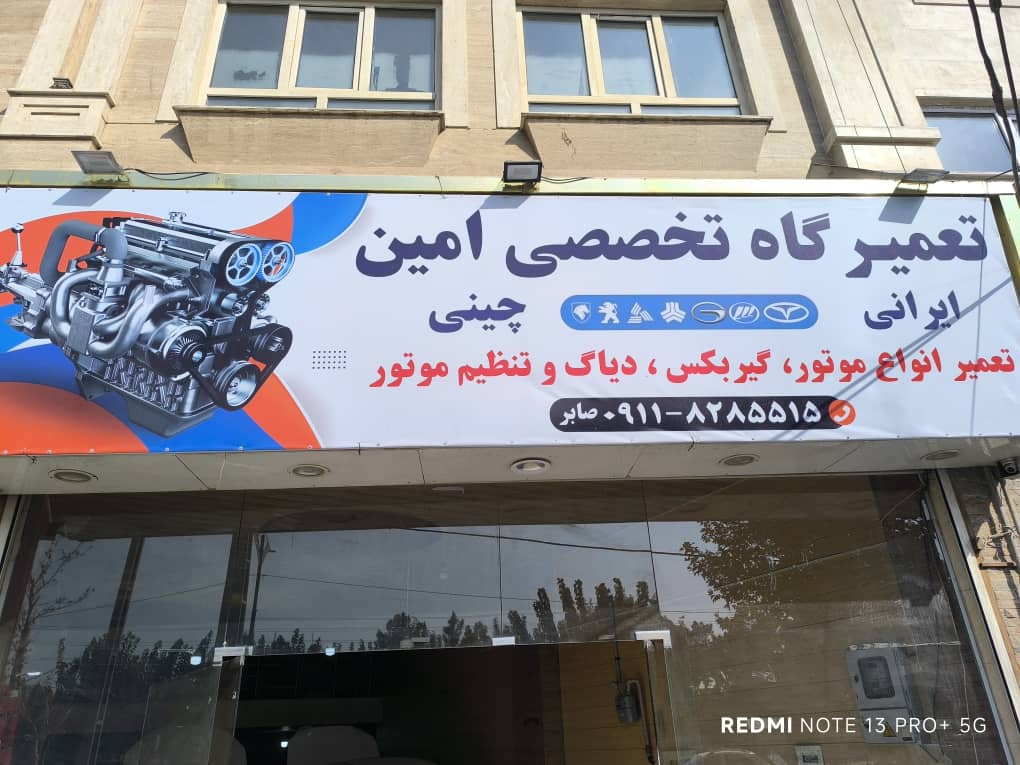 تعمیر گاه تخصصی امین
ایرانی چینی
تعمیر انواع موتور، گیربکس ، دیاگ و تنظیم موتور
۰۹۱۱-۸۲۸۵۵۱۵ صابر
REDMI NOTE 13 PRO+ 5G